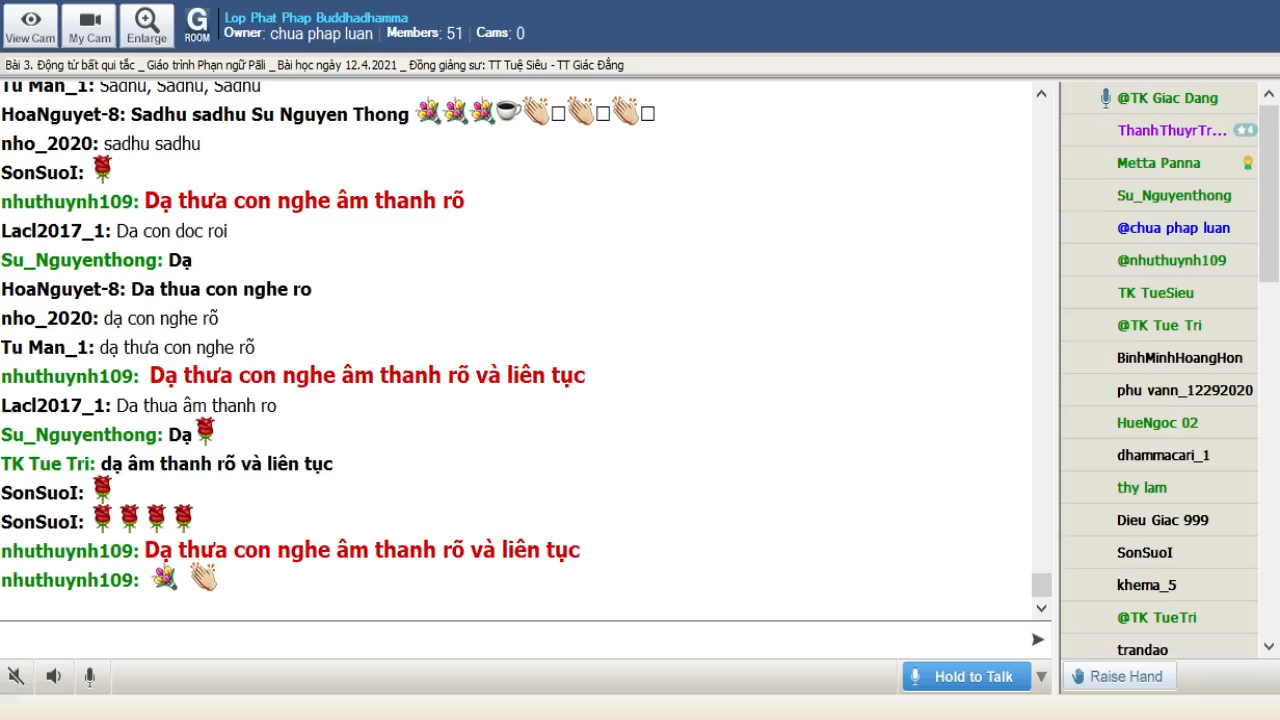 View Cam
My Cam
Enlarge
G
ROOM
Lop Phat Phap Buddhadhamma
Owner: chua phap luan | Members: 51 | Cams: 0
Bài 3. Động từ bất qui tắc _ Giáo trình Phạn ngữ Pāli _ Bài học ngày 12.4.2021 _ Đồng giảng sư: TT Tuệ Siêu - TT Giác Đẳng
Tu Man_1: Sadhu, Sadhu, Sadhu
HoaNguyet-8: Sadhu sadhu Su Nguyen Thong
nho_2020: sadhu sadhu
SonSuoI:
nhuthuynh109: Dạ thưa con nghe âm thanh rõ
Lacl2017_1: Da con doc roi
Su_Nguyenthong: Dạ
HoaNguyet-8: Da thua con nghe ro
nho_2020: dạ con nghe rõ
Tu Man_1: dạ thưa con nghe rõ
nhuthuynh109: Dạ thưa con nghe âm thanh rõ và liên tục
Lacl2017_1: Da thua âm thanh ro
Su_Nguyenthong: Dạ
TK Tue Tri: dạ âm thanh rõ và liên tục
SonSuoI:
SonSuoI:
nhuthuynh109: Dạ thưa con nghe âm thanh rõ và liên tục
nhuthuynh109:
@TK Giac Dang
ThanhThuyrTr... 4
Metta Panna
Su_Nguyenthong
@chua phap luan
@nhuthuynh109
TK TueSieu
@TK Tue Tri
BinhMinhHoangHon
phu vann_12292020
HueNgoc 02
dhammacari_1
thy lam
Dieu Giac 999
SonSuoI
khema_5
@TK TueTri
trandao
Hold to Talk
Raise Hand